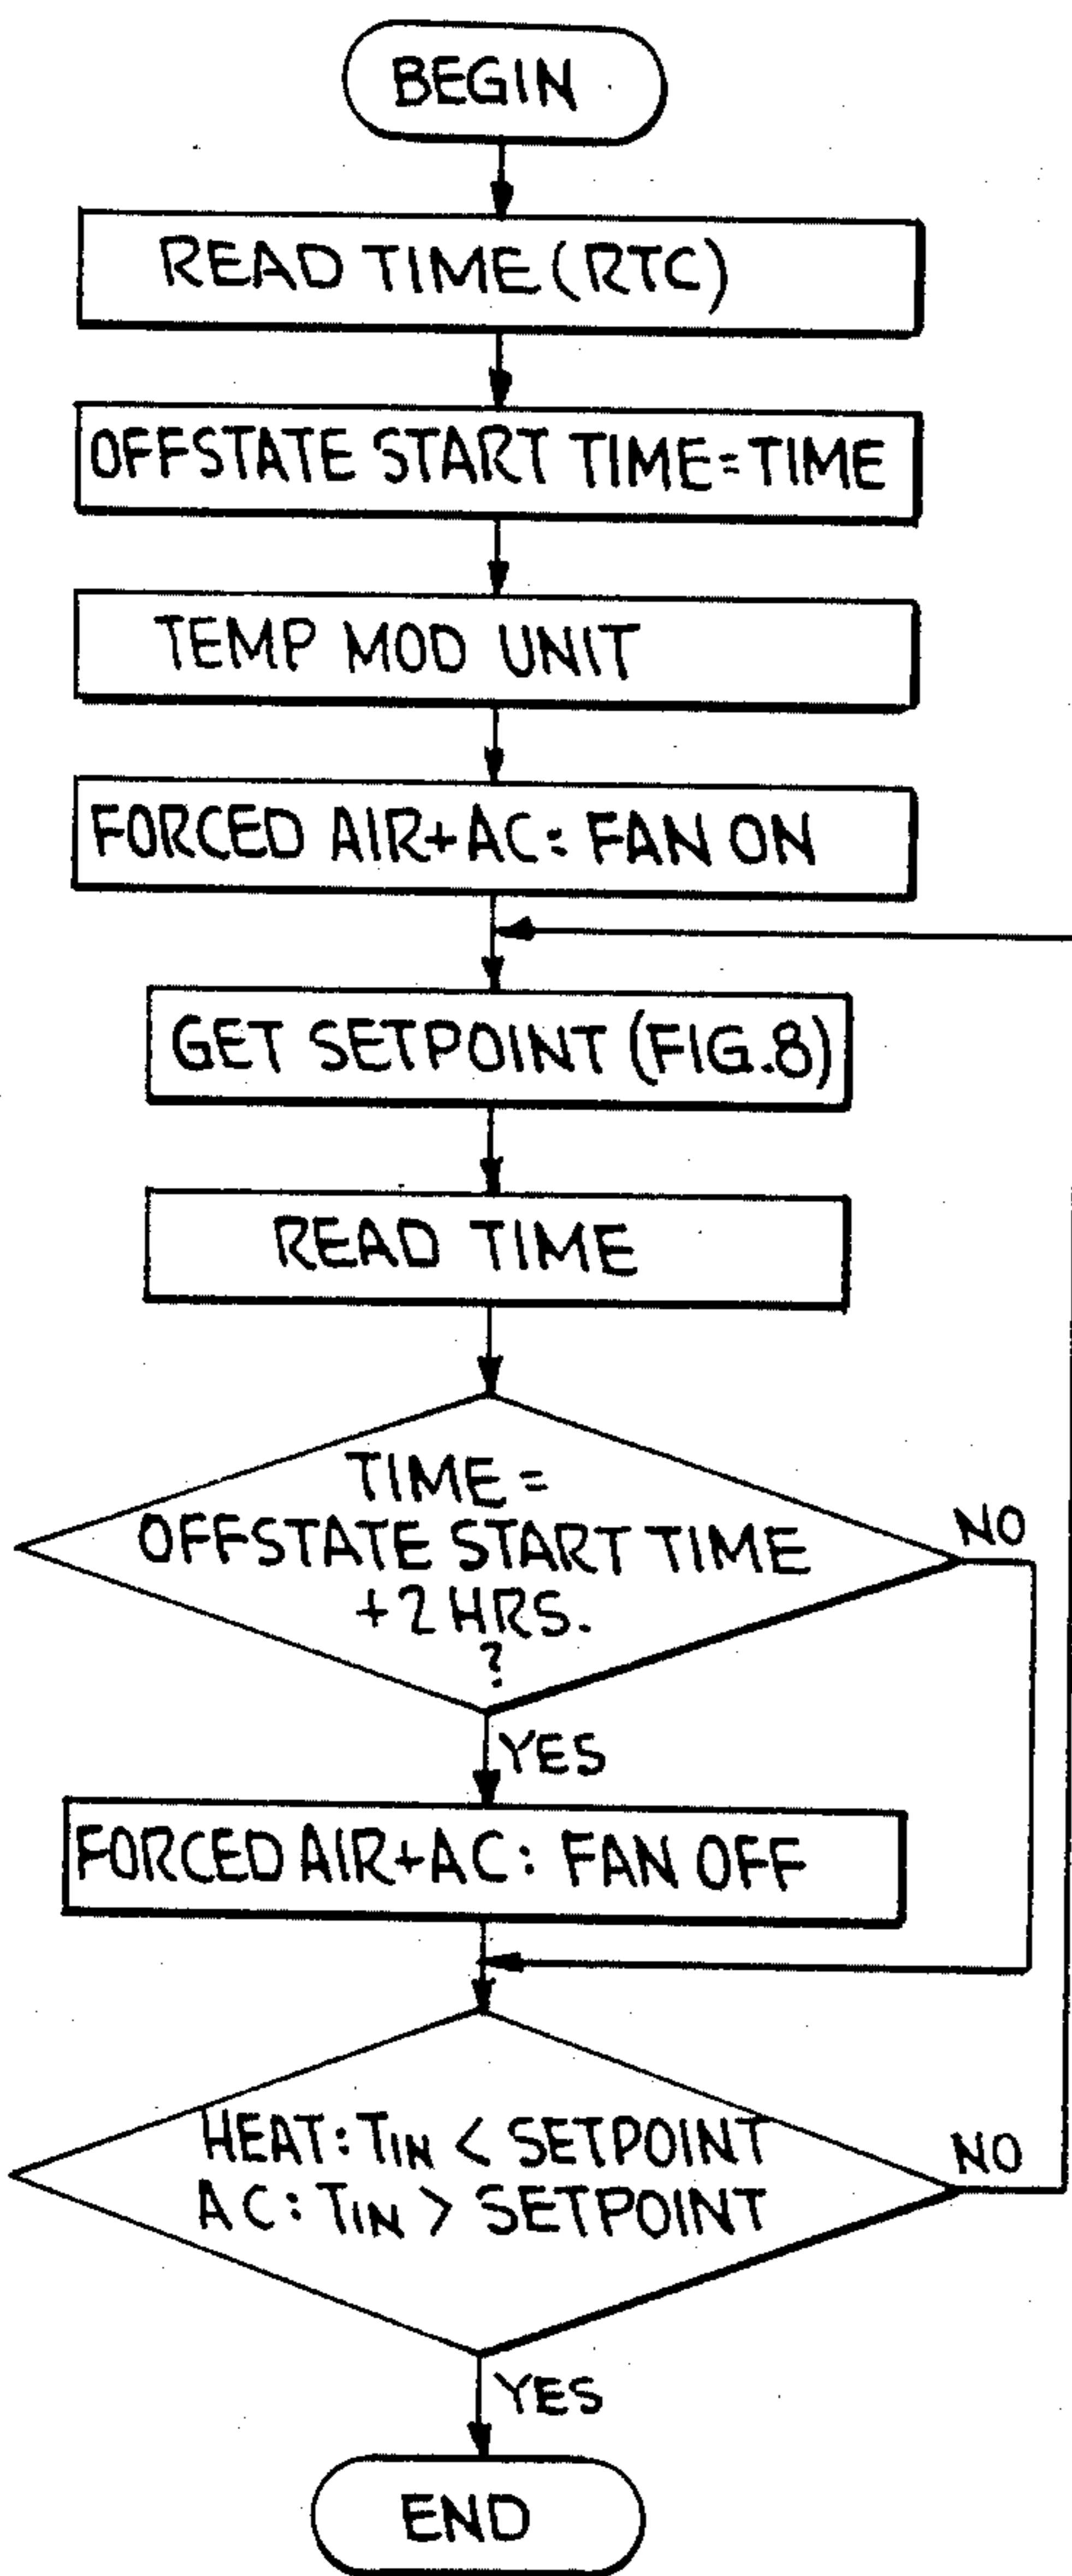 BEGIN
READ TIME (RTC)
OFFSTATE START TIME=TIME
TEMP MOD UNIT
FORCED AIR+AC: FAN ON
GET SETPOINT (FIG.8)
READ TIME
TIME =
OFFSTATE START TIME
+2 HRS.
?
NO
YES
FORCED AIR+AC: FAN OFF
HEAT: TIN < SETPOINT
AC: TIN > SETPOINT
NO
YES
END